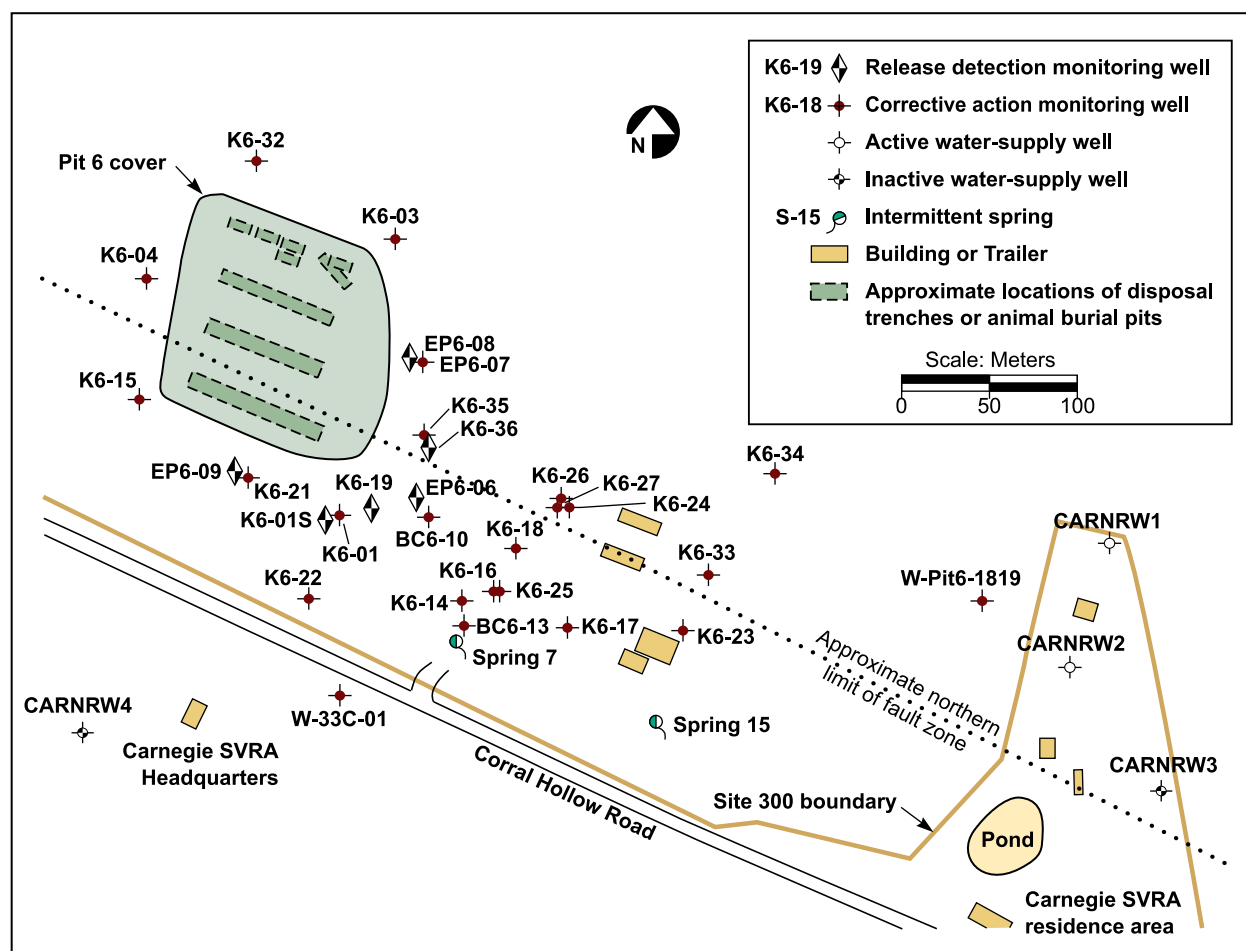 K6-19 Release detection monitoring well
K6-18 Corrective action monitoring well
Active water-supply well
Inactive water-supply well
S-15 Intermittent spring
Building or Trailer
Approximate locations of disposal
trenches or animal burial pits
Scale: Meters
0 50 100
N
K6-32
Pit 6 cover
K6-03
K6-04
EP6-08
EP6-07
K6-15
K6-35
K6-36
K6-34
EP6-09
K6-21
K6-19
EP6-06
K6-26
K6-27
K6-24
K6-01S
K6-01
BC6-10
K6-18
CARNRW1
K6-33
K6-22
K6-16
K6-25
K6-14
W-Pit6-1819
BC6-13
K6-17
K6-23
Spring 7
CARNRW2
Approximate northern
limit of fault zone
CARNRW4
W-33C-01
Spring 15
Carnegie SVRA
Headquarters
CARNRW3
Corral Hollow Road
Site 300 boundary
Pond
Carnegie SVRA
residence area